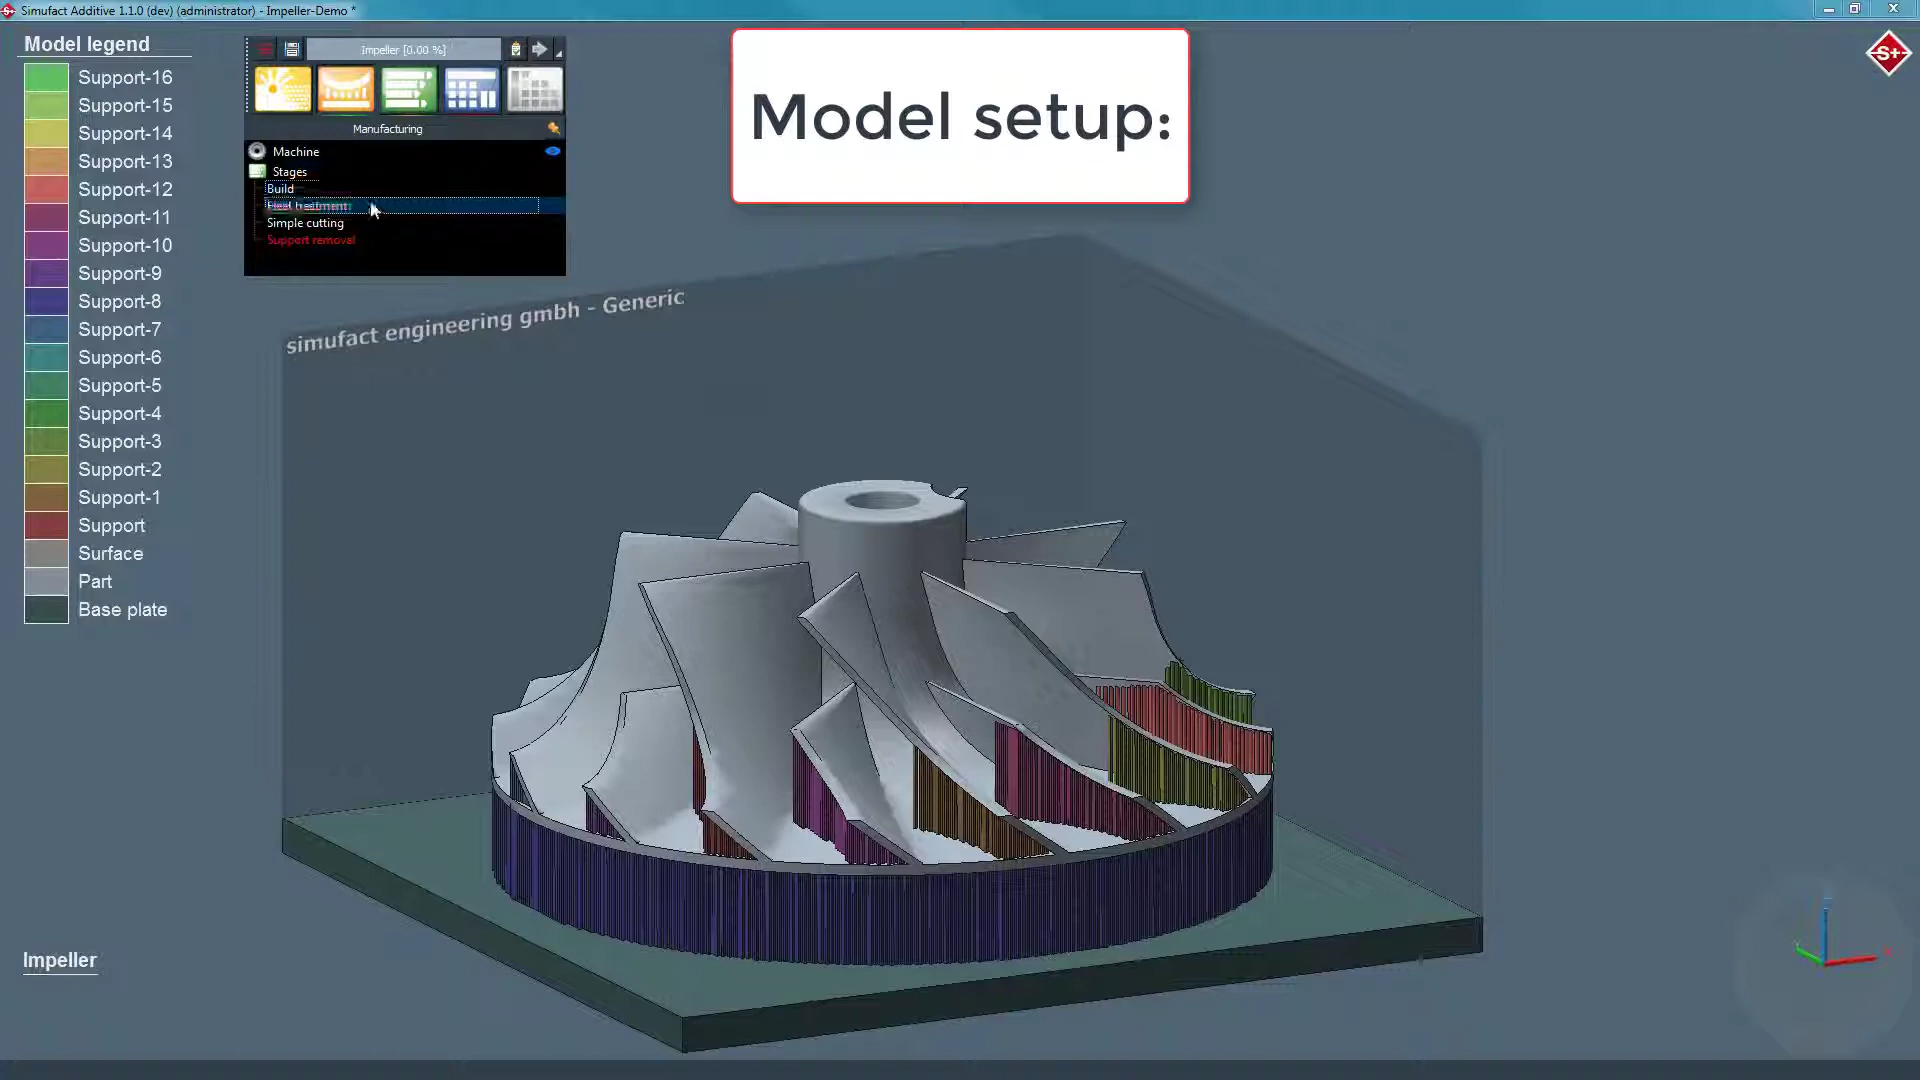 Simufact Additive 1.1.0 (dev) (administrator) - Impeller-Demo *
Model legend
Support-16
Support-15
Support-14
Support-13
Support-12
Support-11
Support-10
Support-9
Support-8
Support-7
Support-6
Support-5
Support-4
Support-3
Support-2
Support-1
Support
Surface
Part
Base plate
Impeller [0.00 %]
Manufacturing
Machine
Stages
Build
Heat treatment
Simple cutting
Support removal
Model setup:
S+
simufact engineering gmbh - Generic
Impeller